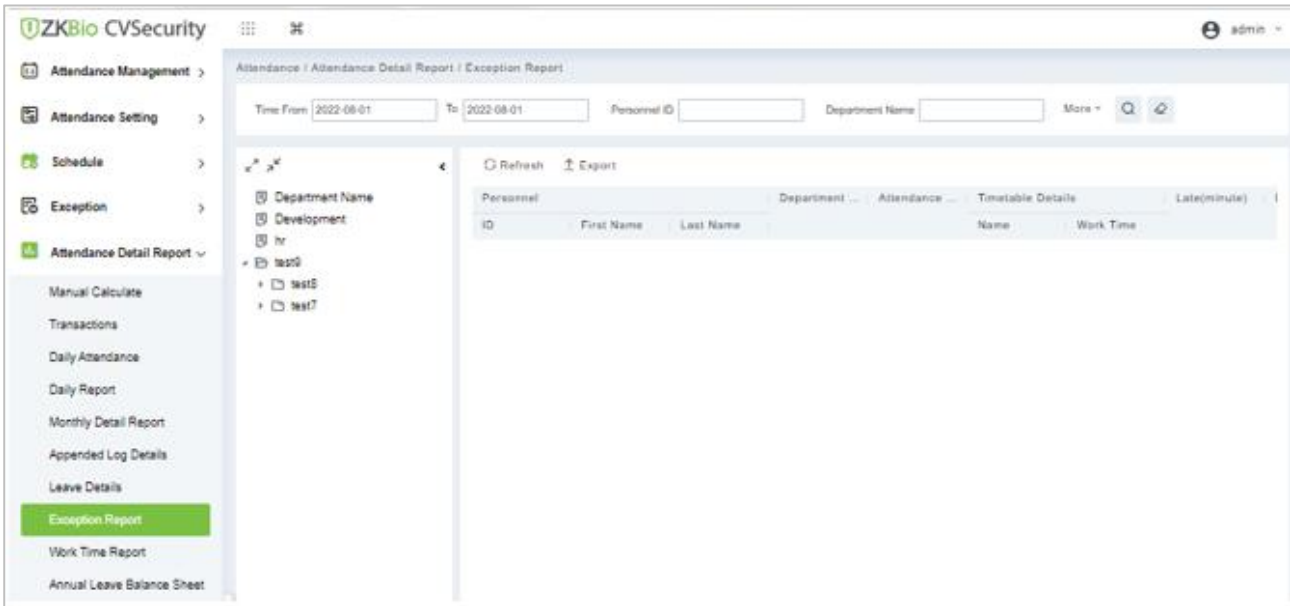 ZKBio CVSecurity
admin
Attendance Management
Attendance Setting
Schedule
Exception
Attendance Detail Report
Manual Calculate
Transactions
Daily Attendance
Daily Report
Monthly Detail Report
Appended Log Details
Leave Details
Exception Report
Work Time Report
Annual Leave Balance Sheet
Attendance / Attendance Detail Report / Exception Report
Time From 2022-08-01 To 2022-08-01 Personnel ID Department Name More
Department Name
Development
hr
test9
test5
test7
Refresh Export
Personnel Department ... Attendance ... Timetable Details Late(minute)
ID First Name Last Name Name Work Time